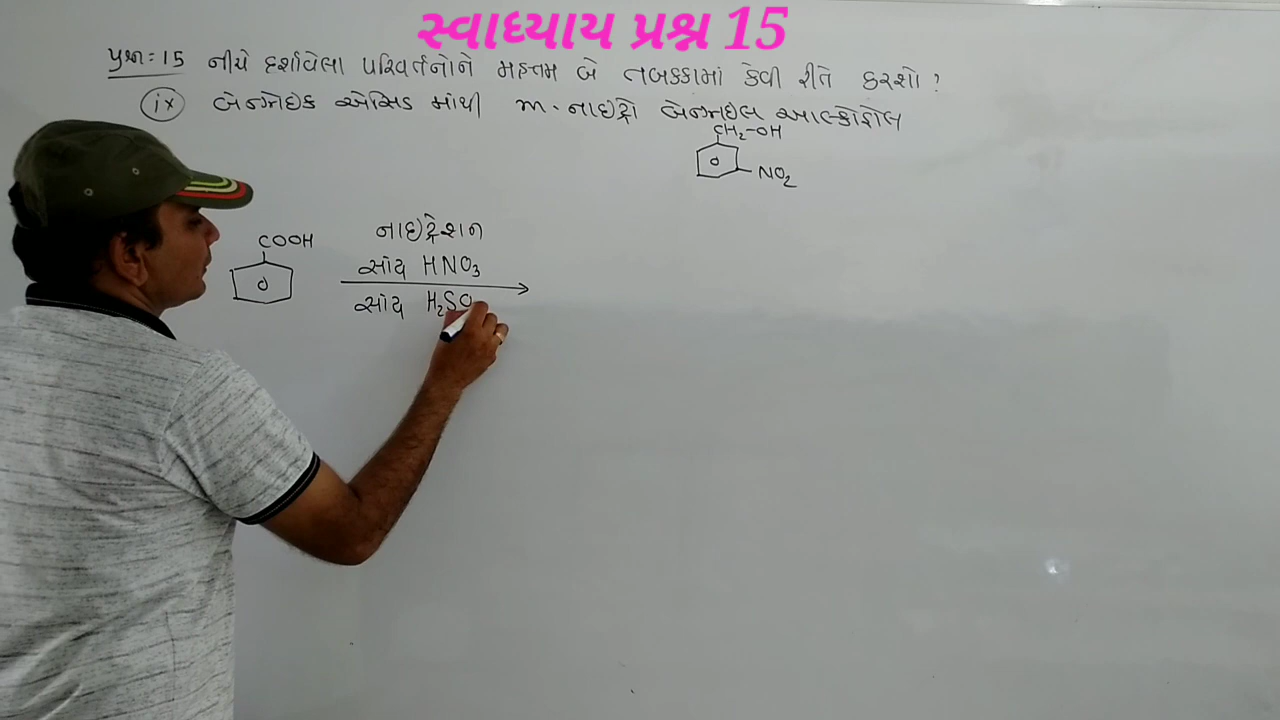 સ્વાધ્યાય પ્રશ્ન 15
પ્રશ્ન:-15 નીચે દર્શાવેલા પરિવર્તનોને મહત્તમ બે તબક્કામાં કેવી રીતે કરશો ?
ix બેન્ઝોઇક એસિડ માંથી m-નાઇટ્રો બેન્ઝાઇલ આલ્કોહોલ
CH2-OH
NO2
COOH
નાઇટ્રેશન
સાંદ્ર HNO3
સાંદ્ર H2SO